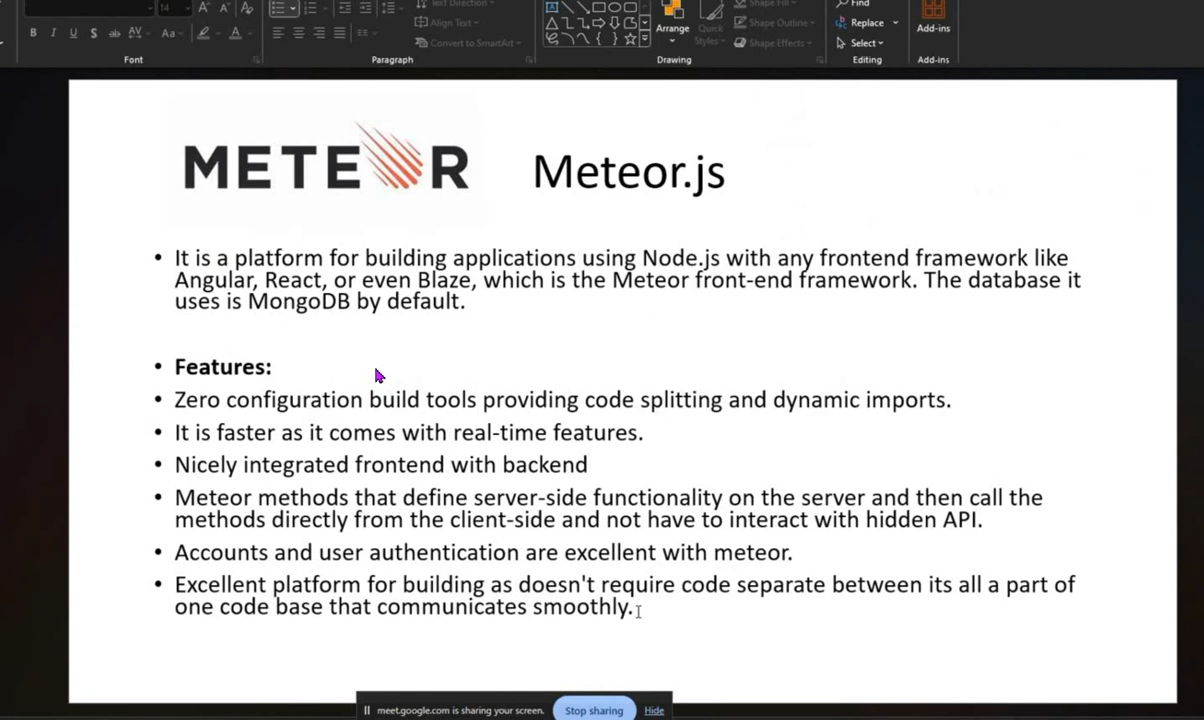 14
Text Direction
Align Text
Convert to SmartArt
B I U S ab AV Aa A
Font
Paragraph
Arrange
Quick
Styles
Shape Fill
Shape Outline
Shape Effects
Drawing
Find
Replace
Select
Editing
Add-ins
Add-ins
METEOR
Meteor.js
• It is a platform for building applications using Node.js with any frontend framework like
Angular, React, or even Blaze, which is the Meteor front-end framework. The database it
uses is MongoDB by default.
• Features:
• Zero configuration build tools providing code splitting and dynamic imports.
• It is faster as it comes with real-time features.
• Nicely integrated frontend with backend
• Meteor methods that define server-side functionality on the server and then call the
methods directly from the client-side and not have to interact with hidden API.
• Accounts and user authentication are excellent with meteor.
• Excellent platform for building as doesn't require code separate between its all a part of
one code base that communicates smoothly.
meet.google.com is sharing your screen.
Stop sharing
Hide